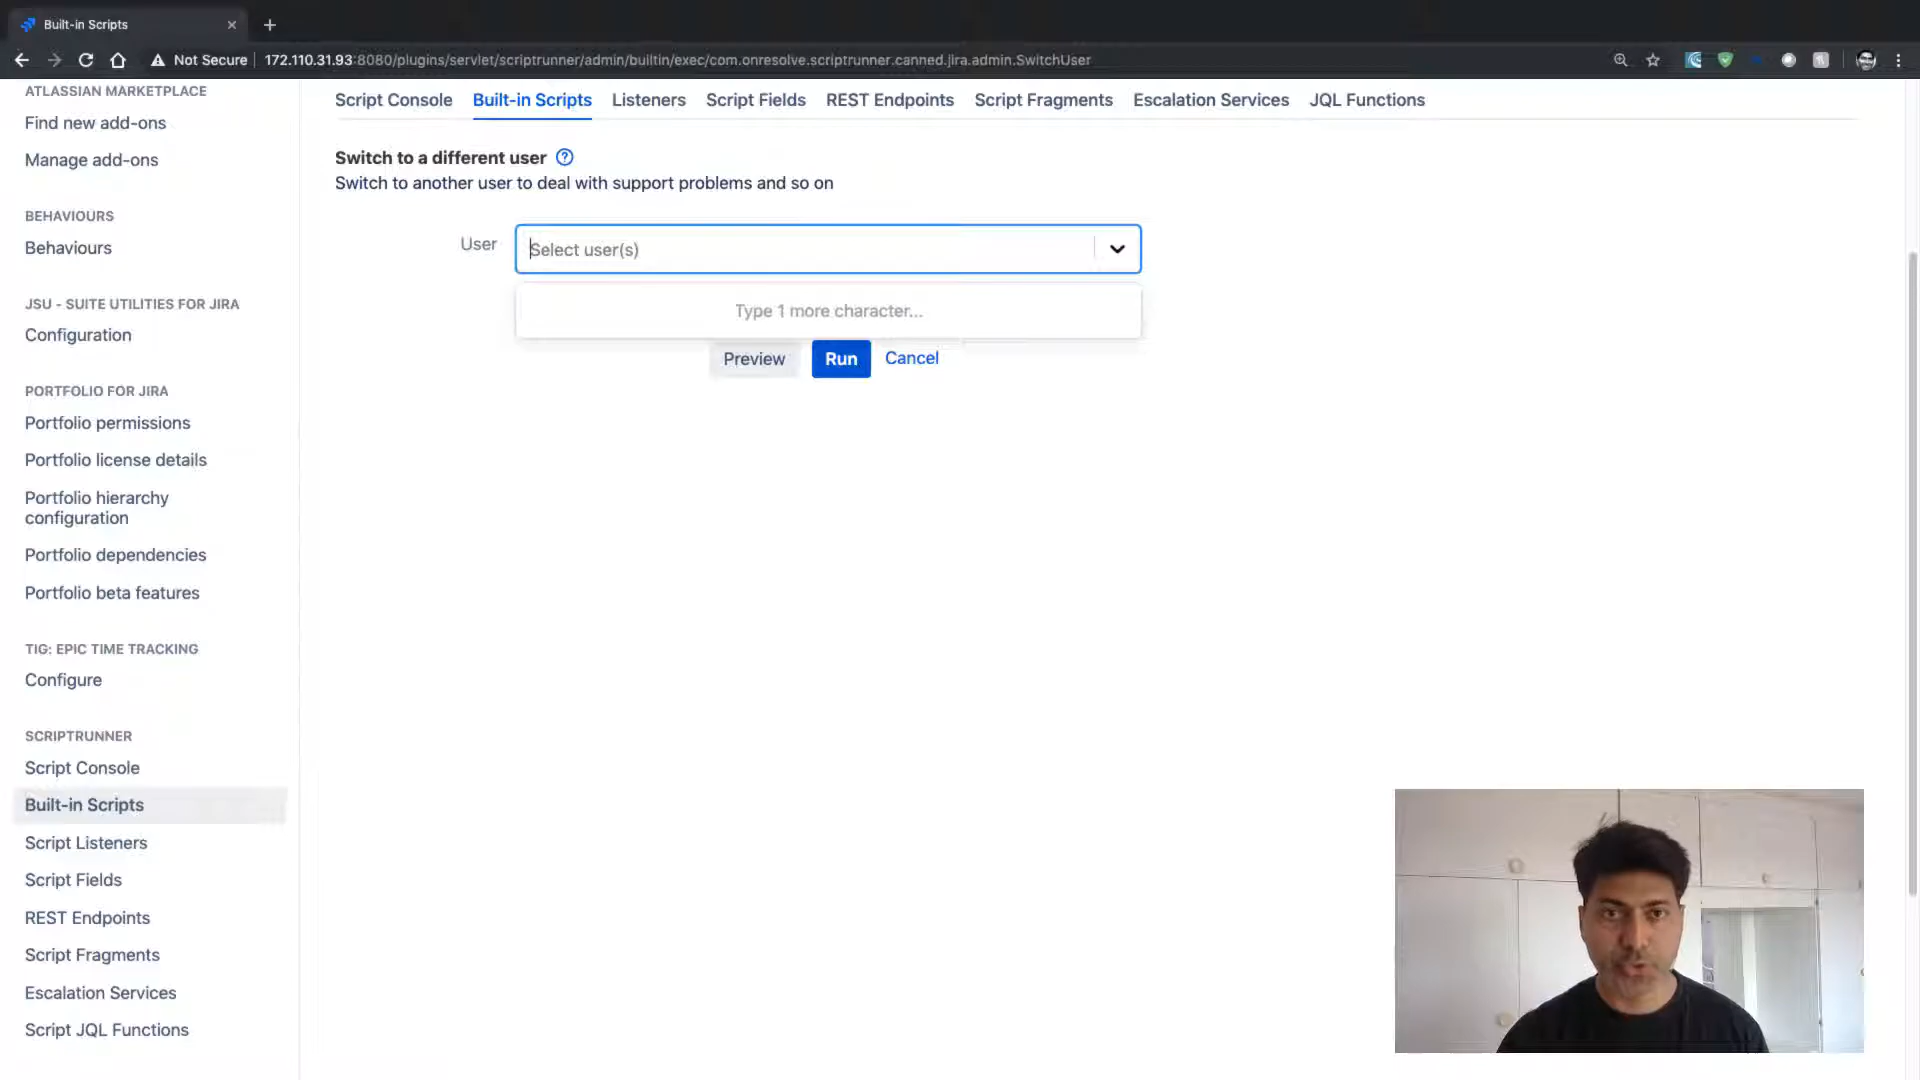 Built-in Scripts
Not Secure
172.110.31.93:8080/plugins/servlet/scriptrunner/admin/builtin/exec/com.onresolve.scriptrunner.canned.jira.admin.SwitchUser
ATLASSIAN MARKETPLACE
Find new add-ons
Manage add-ons
BEHAVIOURS
Behaviours
JSU - SUITE UTILITIES FOR JIRA
Configuration
PORTFOLIO FOR JIRA
Portfolio permissions
Portfolio license details
Portfolio hierarchy
configuration
Portfolio dependencies
Portfolio beta features
TIG: EPIC TIME TRACKING
Configure
SCRIPTRUNNER
Script Console
Built-in Scripts
Script Listeners
Script Fields
REST Endpoints
Script Fragments
Escalation Services
Script JQL Functions
Script Console Built-in Scripts Listeners Script Fields REST Endpoints Script Fragments Escalation Services JQL Functions
Switch to a different user
Switch to another user to deal with support problems and so on
User Select user(s)
Type 1 more character...
Preview Run Cancel